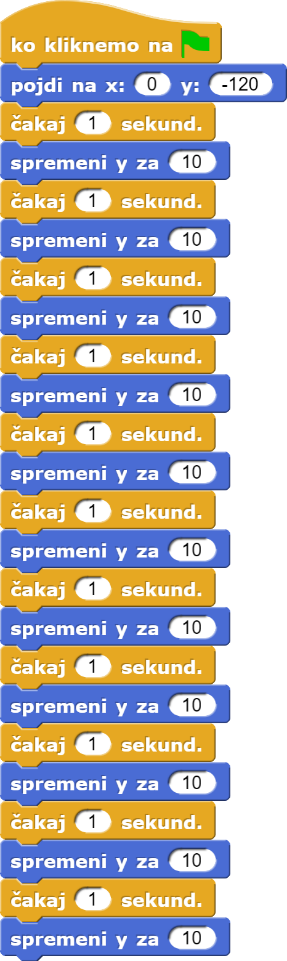 ko kliknemo na
pojdi na x: 0 y: -120
čakaj 1 sekund.
spremeni y za 10
čakaj 1 sekund.
spremeni y za 10
čakaj 1 sekund.
spremeni y za 10
čakaj 1 sekund.
spremeni y za 10
čakaj 1 sekund.
spremeni y za 10
čakaj 1 sekund.
spremeni y za 10
čakaj 1 sekund.
spremeni y za 10
čakaj 1 sekund.
spremeni y za 10
čakaj 1 sekund.
spremeni y za 10
čakaj 1 sekund.
spremeni y za 10
čakaj 1 sekund.
spremeni y za 10